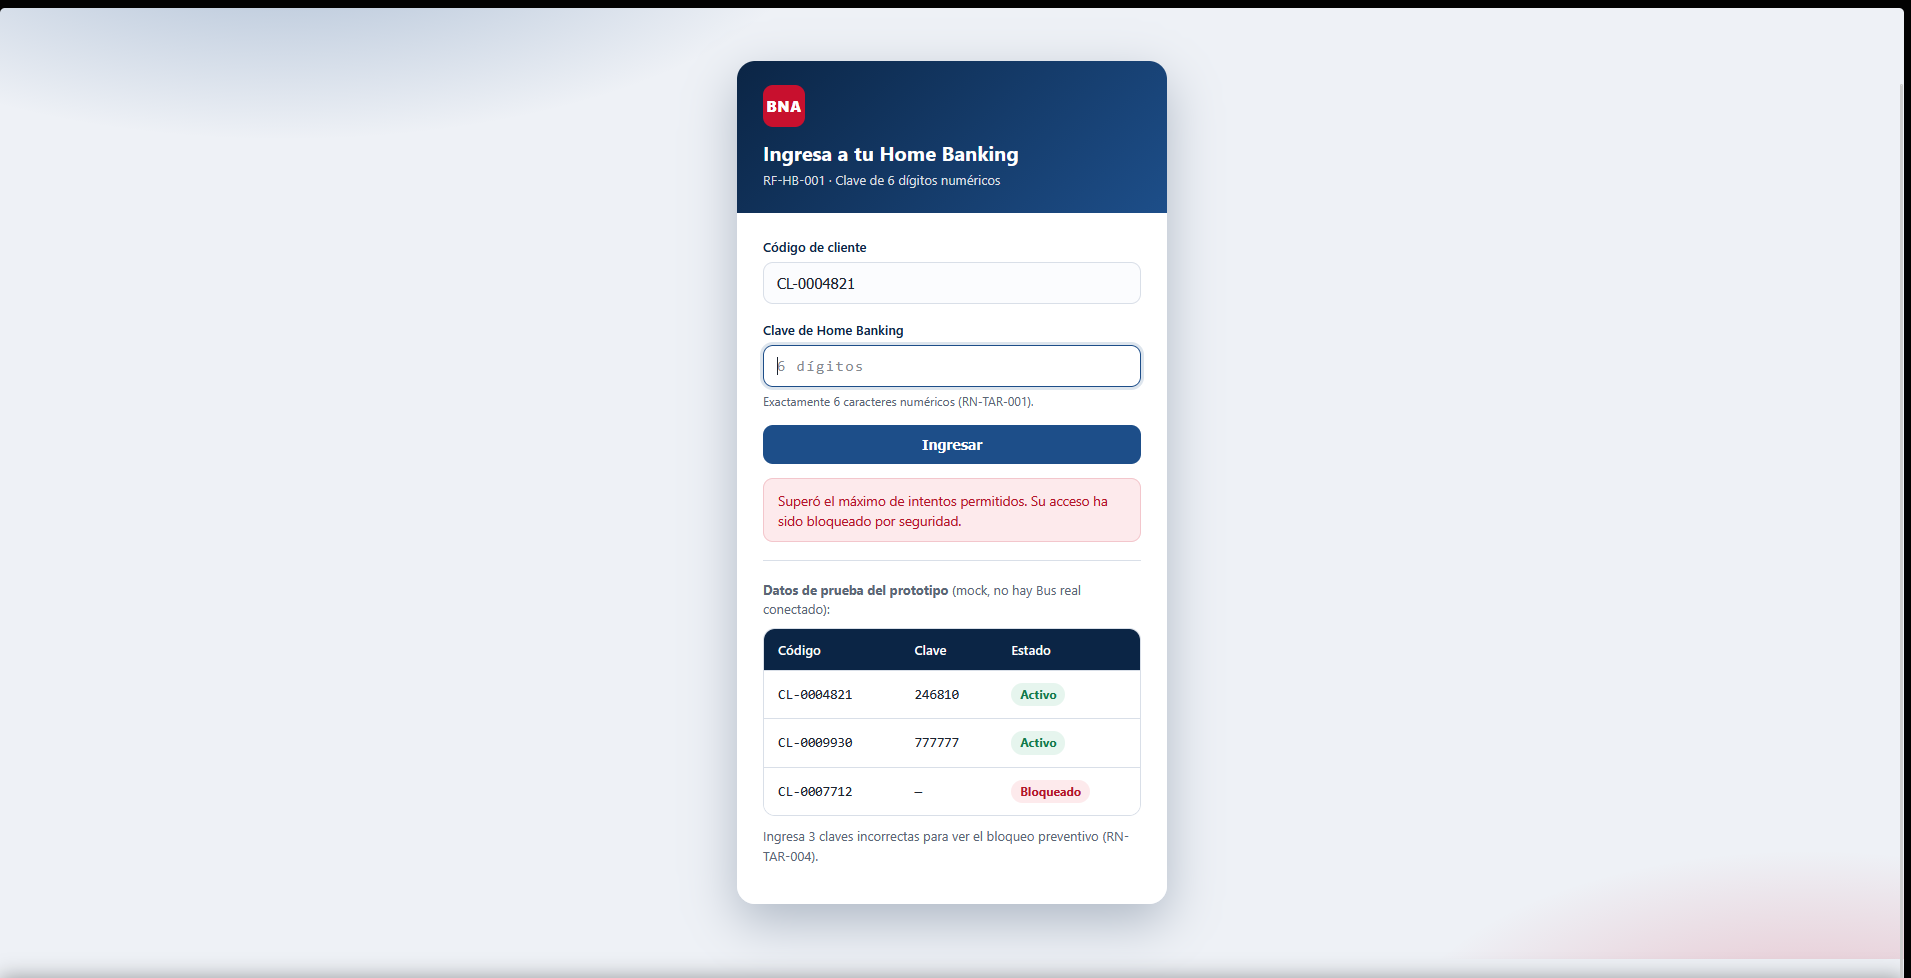 BNA
Ingresa a tu Home Banking
RF-HB-001 · Clave de 6 dígitos numéricos
Código de cliente
CL-0004821
Clave de Home Banking
6 dígitos
Exactamente 6 caracteres numéricos (RN-TAR-001).
Ingresar
Superó el máximo de intentos permitidos. Su acceso ha
sido bloqueado por seguridad.
Datos de prueba del prototipo (mock, no hay Bus real
conectado):
Código Clave Estado
CL-0004821 246810 Activo
CL-0009930 777777 Activo
CL-0007712 — Bloqueado
Ingresa 3 claves incorrectas para ver el bloqueo preventivo (RN-
TAR-004).